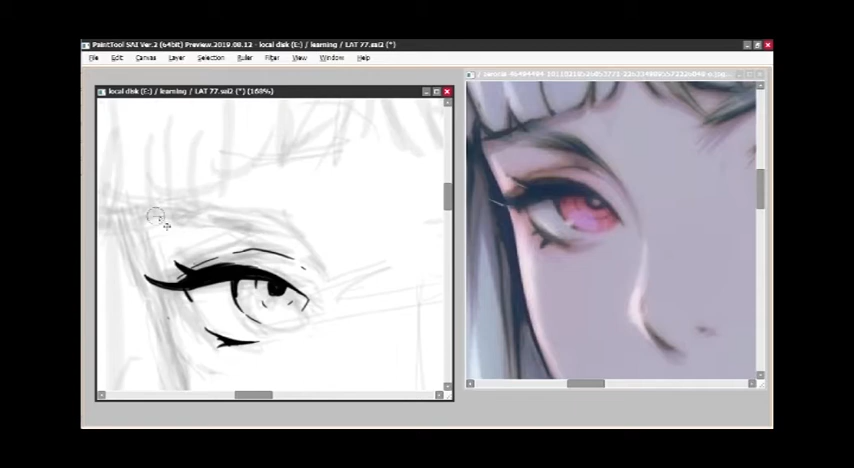 PaintTool SAI Ver.2 (64bit) Preview.2019.08.12 - local disk (E:) / learning / LAT 77.sai2 (*)
File Edit Canvas Layer Selection Ruler Filter View Window Help
local disk (E:) / learning / LAT 77.sai2 (*) (168%)